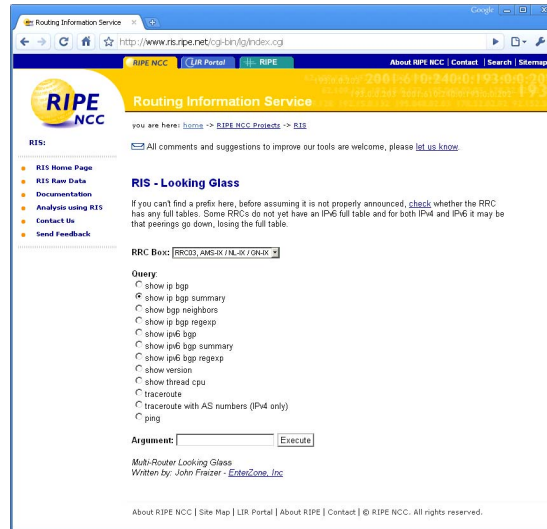 Google
Routing Information Service
http://www.ris.ripe.net/cgi-bin/lg/index.cgi
RIPE NCC
LIR Portal
RIPE
About RIPE NCC | Contact | Search | Sitemap
RIPE
NCC
Routing Information Service
you are here: home -> RIPE NCC Projects -> RIS
RIS:
All comments and suggestions to improve our tools are welcome, please let us know.
RIS Home Page
RIS Raw Data
Documentation
Analysis using RIS
Contact Us
Send Feedback
RIS - Looking Glass
If you can't find a prefix here, before assuming it is not properly announced, check whether the RRC
has any full tables. Some RRCs do not yet have an IPv6 full table and for both IPv4 and IPv6 it may be
that peerings go down, losing the full table.
RRC Box: RRC03, AMS-IX / NL-IX / GN-IX
Query:
show ip bgp
show ip bgp summary
show bgp neighbors
show ip bgp regexp
show ipv6 bgp
show ipv6 bgp summary
show ipv6 bgp regexp
show version
show thread cpu
traceroute
traceroute with AS numbers (IPv4 only)
ping
Argument: Execute
Multi-Router Looking Glass
Written by: John Fraizer - EnterZone, Inc
About RIPE NCC | Site Map | LIR Portal | About RIPE | Contact | © RIPE NCC. All rights reserved.